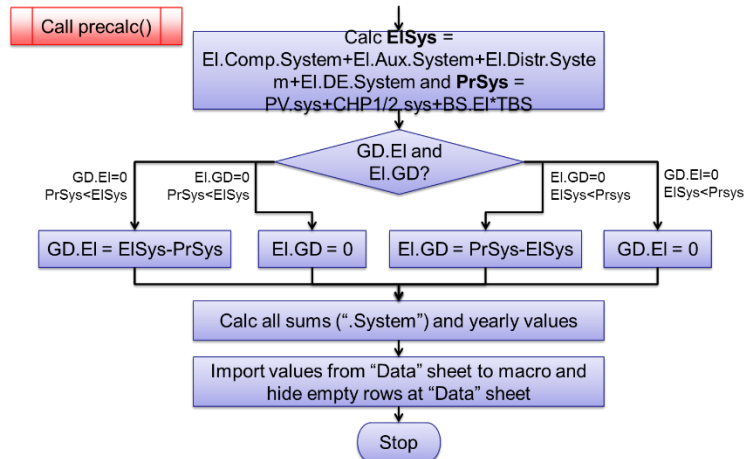 Call precalc()
Calc ElSys =
El.Comp.System+El.Aux.System+El.Distr.Syste
m+El.DE.System and PrSys =
PV.sys+CHP1/2.sys+BS.El*TBS
GD.El and
El.GD?
GD.El=0
PrSys<ElSys
El.GD=0
PrSys<ElSys
El.GD=0
ElSys<Prsys
GD.El=0
ElSys<Prsys
GD.El = ElSys-PrSys
El.GD = 0
El.GD = PrSys-ElSys
GD.El = 0
Calc all sums (“.System”) and yearly values
Import values from “Data” sheet to macro and
hide empty rows at “Data” sheet
Stop